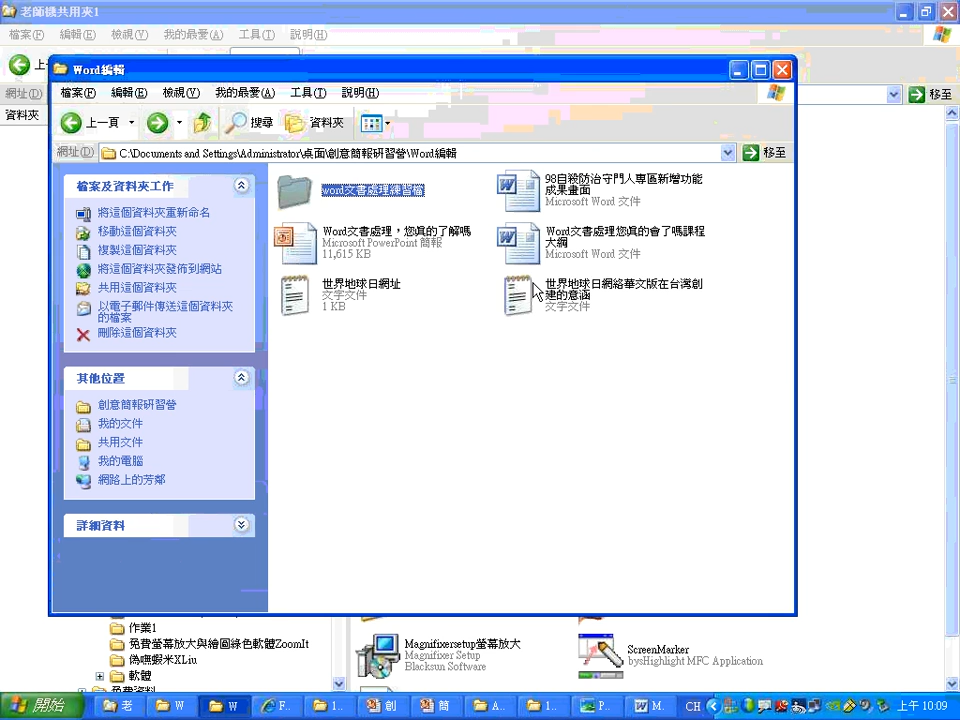 老師機共用夾1
檔案(F) 編輯(E) 檢視(V) 我的最愛(A) 工具(T) 說明(H)
上
網址(D) 移至
資料夾
Word編輯
檔案(F) 編輯(E) 檢視(V) 我的最愛(A) 工具(T) 說明(H)
上一頁 搜尋 資料夾
網址(D) C:\Documents and Settings\Administrator\桌面\創意簡報研習營\Word編輯 移至
檔案及資料夾工作
將這個資料夾重新命名
移動這個資料夾
複製這個資料夾
將這個資料夾發佈到網站
共用這個資料夾
以電子郵件傳送這個資料夾
的檔案
刪除這個資料夾
其他位置
創意簡報研習營
我的文件
共用文件
我的電腦
網路上的芳鄰
詳細資料
word文書處理練習檔
98自殺防治守門人專區新增功能
成果畫面
Microsoft Word 文件
Word文書處理，您真的了解嗎
Microsoft PowerPoint 簡報
11,615 KB
Word文書處理您真的會了嗎課程
大綱
Microsoft Word 文件
世界地球日網址
文字文件
1 KB
世界地球日網絡華文版在台灣創
建的意涵
文字文件
作業1
免費螢幕放大與繪圖綠色軟體ZoomIt
偽嘸蝦米XLiu
軟體
免費資料
Magnifixersetup螢幕放大
Magnifixer Setup
Blacksun Software
ScreenMarker
bysHighlight MFC Application
開始 老 W W F.. 1.. 創 簡 A.. 1.. P.. M. CH 上午 10:09